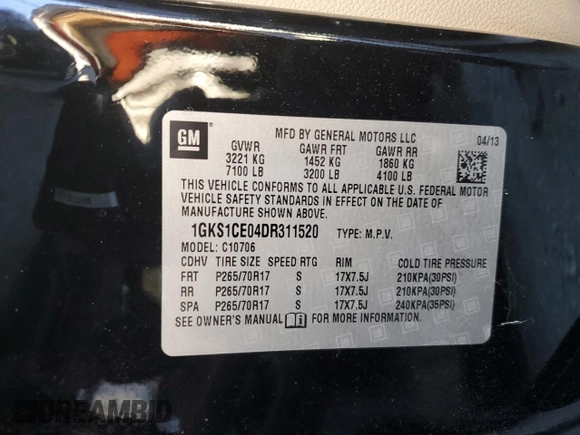 GM
MFD BY GENERAL MOTORS LLC
04/13
GVWR GAWR FRT GAWR RR
3221 KG 1452 KG 1860 KG
7100 LB 3200 LB 4100 LB
THIS VEHICLE CONFORMS TO ALL APPLICABLE U.S. FEDERAL MOTOR
VEHICLE SAFETY STANDARDS IN EFFECT ON THE DATE OF
MANUFACTURE SHOWN ABOVE.
1GKS1CE04DR311520 TYPE: M.P.V.
MODEL: C10706
CDHV TIRE SIZE SPEED RTG RIM COLD TIRE PRESSURE
FRT P265/70R17 S 17X7.5J 210KPA(30PSI)
RR P265/70R17 S 17X7.5J 210KPA(30PSI)
SPA P265/70R17 S 17X7.5J 240KPA(35PSI)
SEE OWNER'S MANUAL FOR MORE INFORMATION.
DREAMBID